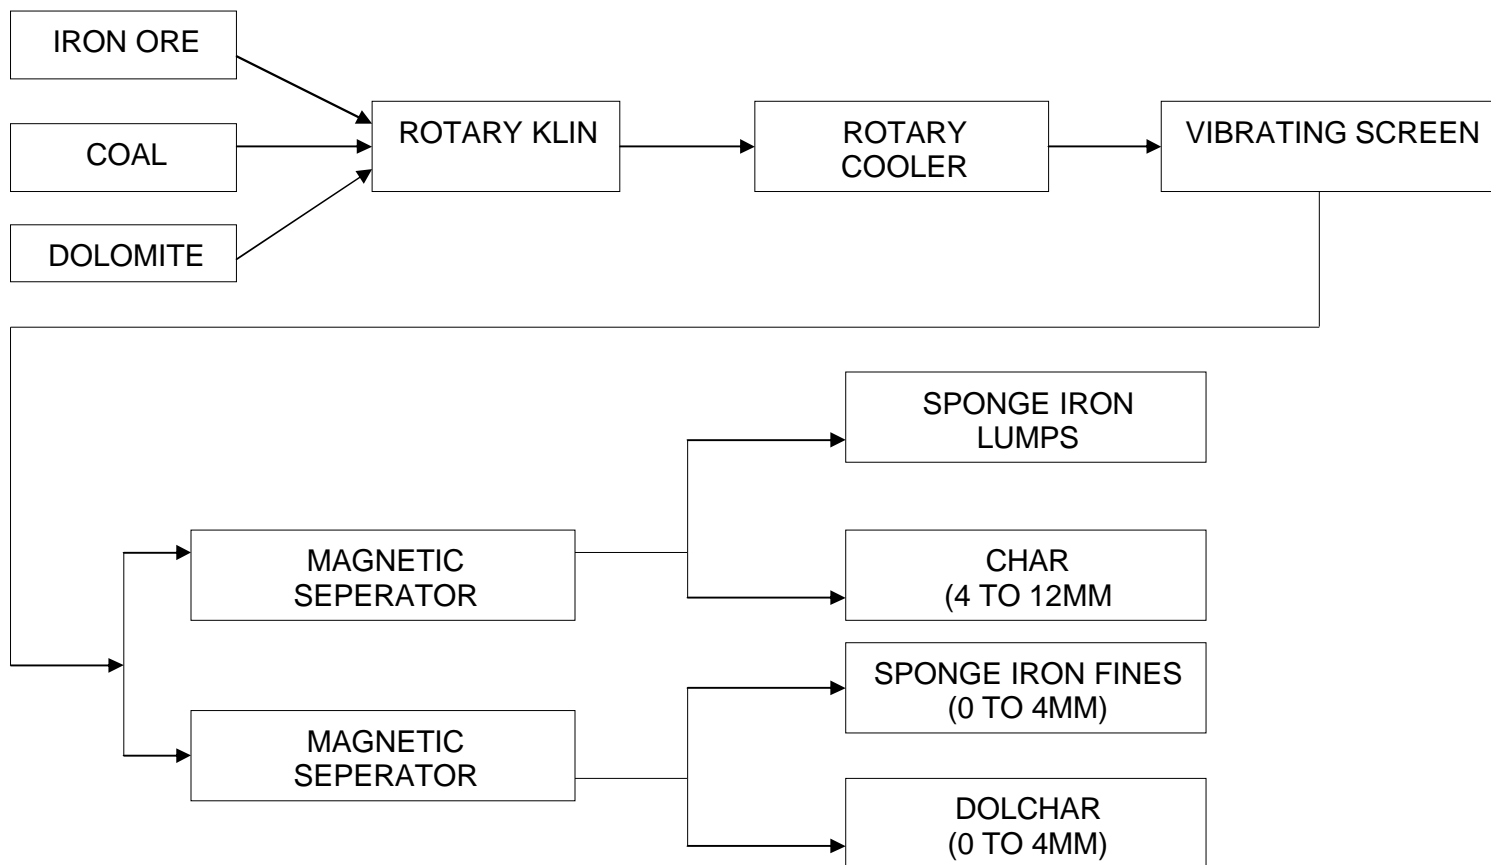 IRON ORE
COAL
DOLOMITE
ROTARY KLIN
ROTARY
COOLER
VIBRATING SCREEN
SPONGE IRON
LUMPS
MAGNETIC
SEPERATOR
CHAR
(4 TO 12MM
SPONGE IRON FINES
(0 TO 4MM)
MAGNETIC
SEPERATOR
DOLCHAR
(0 TO 4MM)